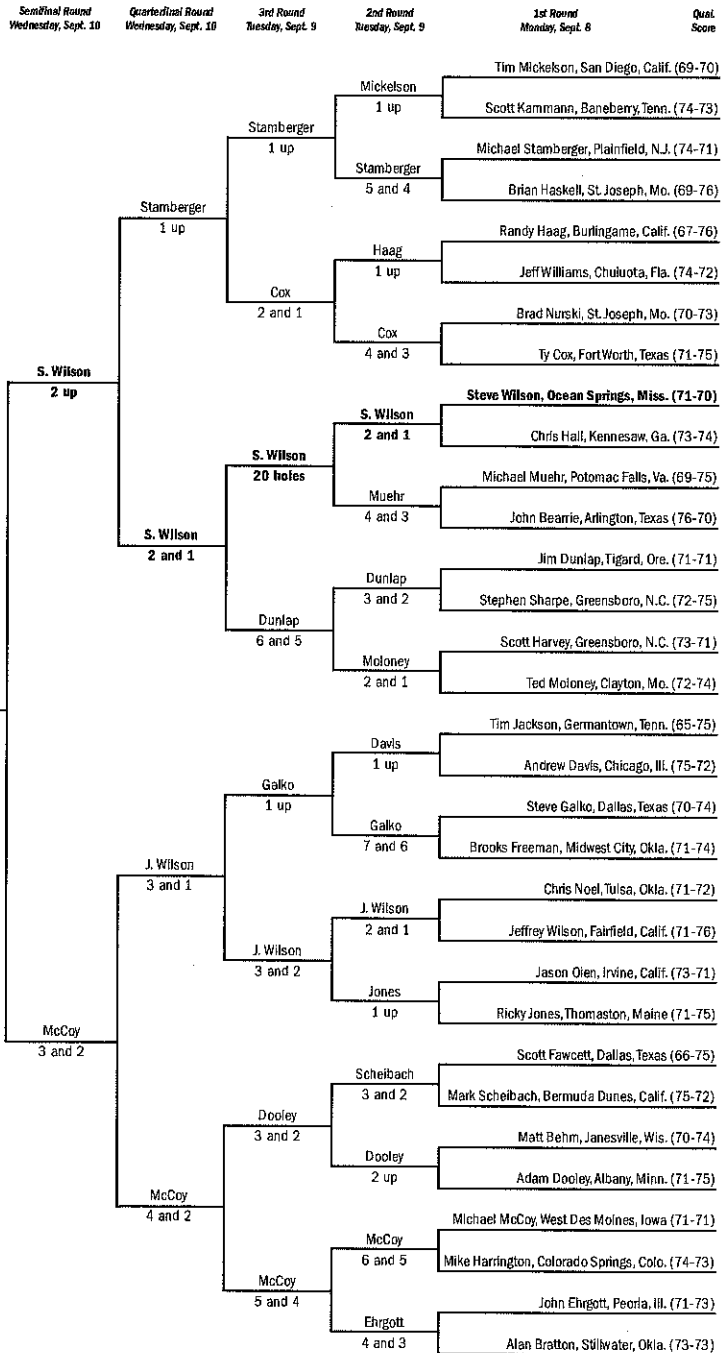 Semifinal Round
Wednesday, Sept. 10
S. Wilson
2 up
McCoy
3 and 2
Quarterfinal Round
Wednesday, Sept. 10
Stamberger
1 up
S. Wilson
2 and 1
J. Wilson
3 and 1
McCoy
4 and 2
3rd Round
Tuesday, Sept. 9
Stamberger
1 up
Cox
2 and 1
S. Wilson
20 holes
Dunlap
6 and 5
Galko
1 up
J. Wilson
3 and 2
Dooley
3 and 2
McCoy
5 and 4
2nd Round
Tuesday, Sept. 9
Mickelson
1 up
Stamberger
5 and 4
Haag
1 up
Cox
4 and 3
S. Wilson
2 and 1
Muehr
4 and 3
Dunlap
3 and 2
Moloney
2 and 1
Davis
1 up
Galko
7 and 6
J. Wilson
2 and 1
Jones
1 up
Scheibach
3 and 2
Dooley
2 up
McCoy
6 and 5
Ehrgott
4 and 3
1st Round
Monday, Sept. 8
Qual.
Score
Tim Mickelson, San Diego, Calif. (69-70)
Scott Kammann, Baneberry, Tenn. (74-73)
Michael Stamberger, Plainfield, N.J. (74-71)
Brian Haskell, St. Joseph, Mo. (69-76)
Randy Haag, Burlingame, Calif. (67-76)
Jeff Williams, Chuluota, Fla. (74-72)
Brad Nurski, St. Joseph, Mo. (70-73)
Ty Cox, Fort Worth, Texas (71-75)
Steve Wilson, Ocean Springs, Miss. (71-70)
Chris Hall, Kennesaw, Ga. (73-74)
Michael Muehr, Potomac Falls, Va. (69-75)
John Bearrie, Arlington, Texas (76-70)
Jim Dunlap, Tigard, Ore. (71-71)
Stephen Sharpe, Greensboro, N.C. (72-75)
Scott Harvey, Greensboro, N.C. (73-71)
Ted Moloney, Clayton, Mo. (72-74)
Tim Jackson, Germantown, Tenn. (65-75)
Andrew Davis, Chicago, Ill. (75-72)
Steve Galko, Dallas, Texas (70-74)
Brooks Freeman, Midwest City, Okla. (71-74)
Chris Noel, Tulsa, Okla. (71-72)
Jeffrey Wilson, Fairfield, Calif. (71-76)
Jason Oien, Irvine, Calif. (73-71)
Ricky Jones, Thomaston, Maine (71-75)
Scott Fawcett, Dallas, Texas (66-75)
Mark Scheibach, Bermuda Dunes, Calif. (75-72)
Matt Behm, Janesville, Wis. (70-74)
Adam Dooley, Albany, Minn. (71-75)
Michael McCoy, West Des Moines, Iowa (71-71)
Mike Harrington, Colorado Springs, Colo. (74-73)
John Ehrgott, Peoria, Ill. (71-73)
Alan Bratton, Stillwater, Okla. (73-73)